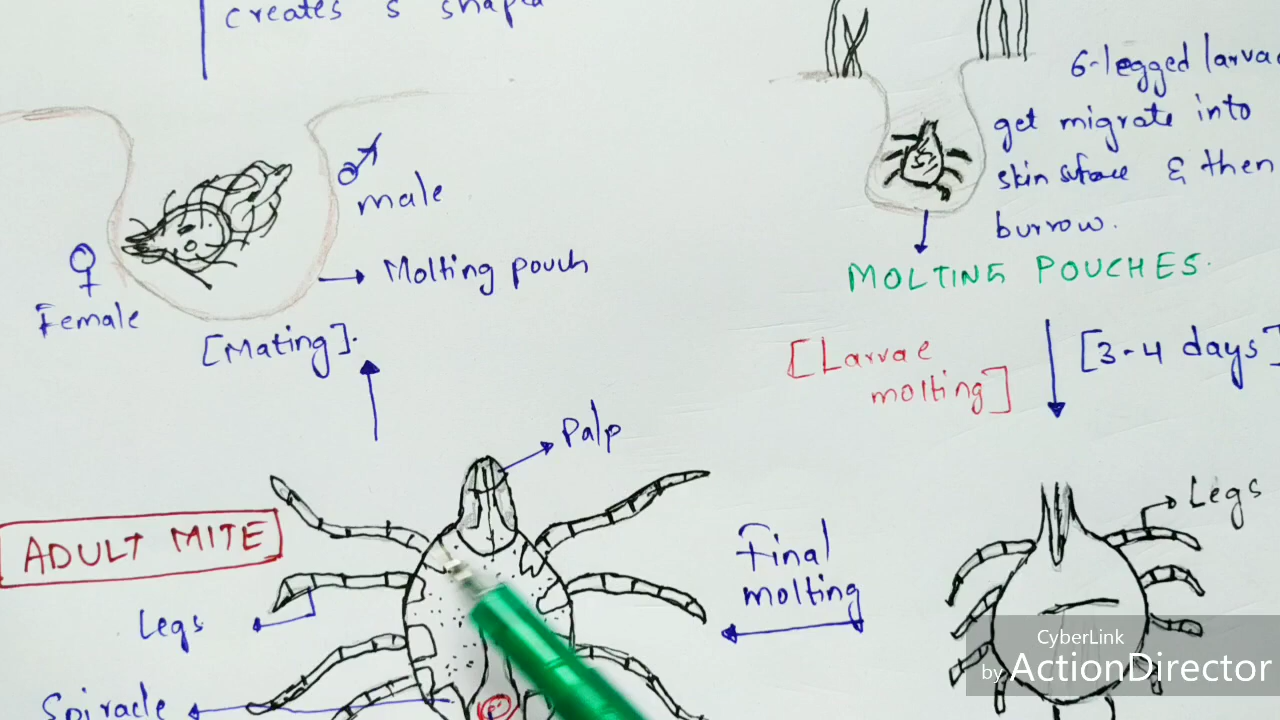 creates s shaped
♂
male
♀
Female
Molting pouch
[Mating].
6-legged larvae
get migrate into
skin surface & then
burrow.
MOLTING POUCHES.
[Larvae
molting]
[3-4 days]
Palp
ADULT MITE
Legs
Spiracle
Final
molting
Legs
CyberLink
by ActionDirector